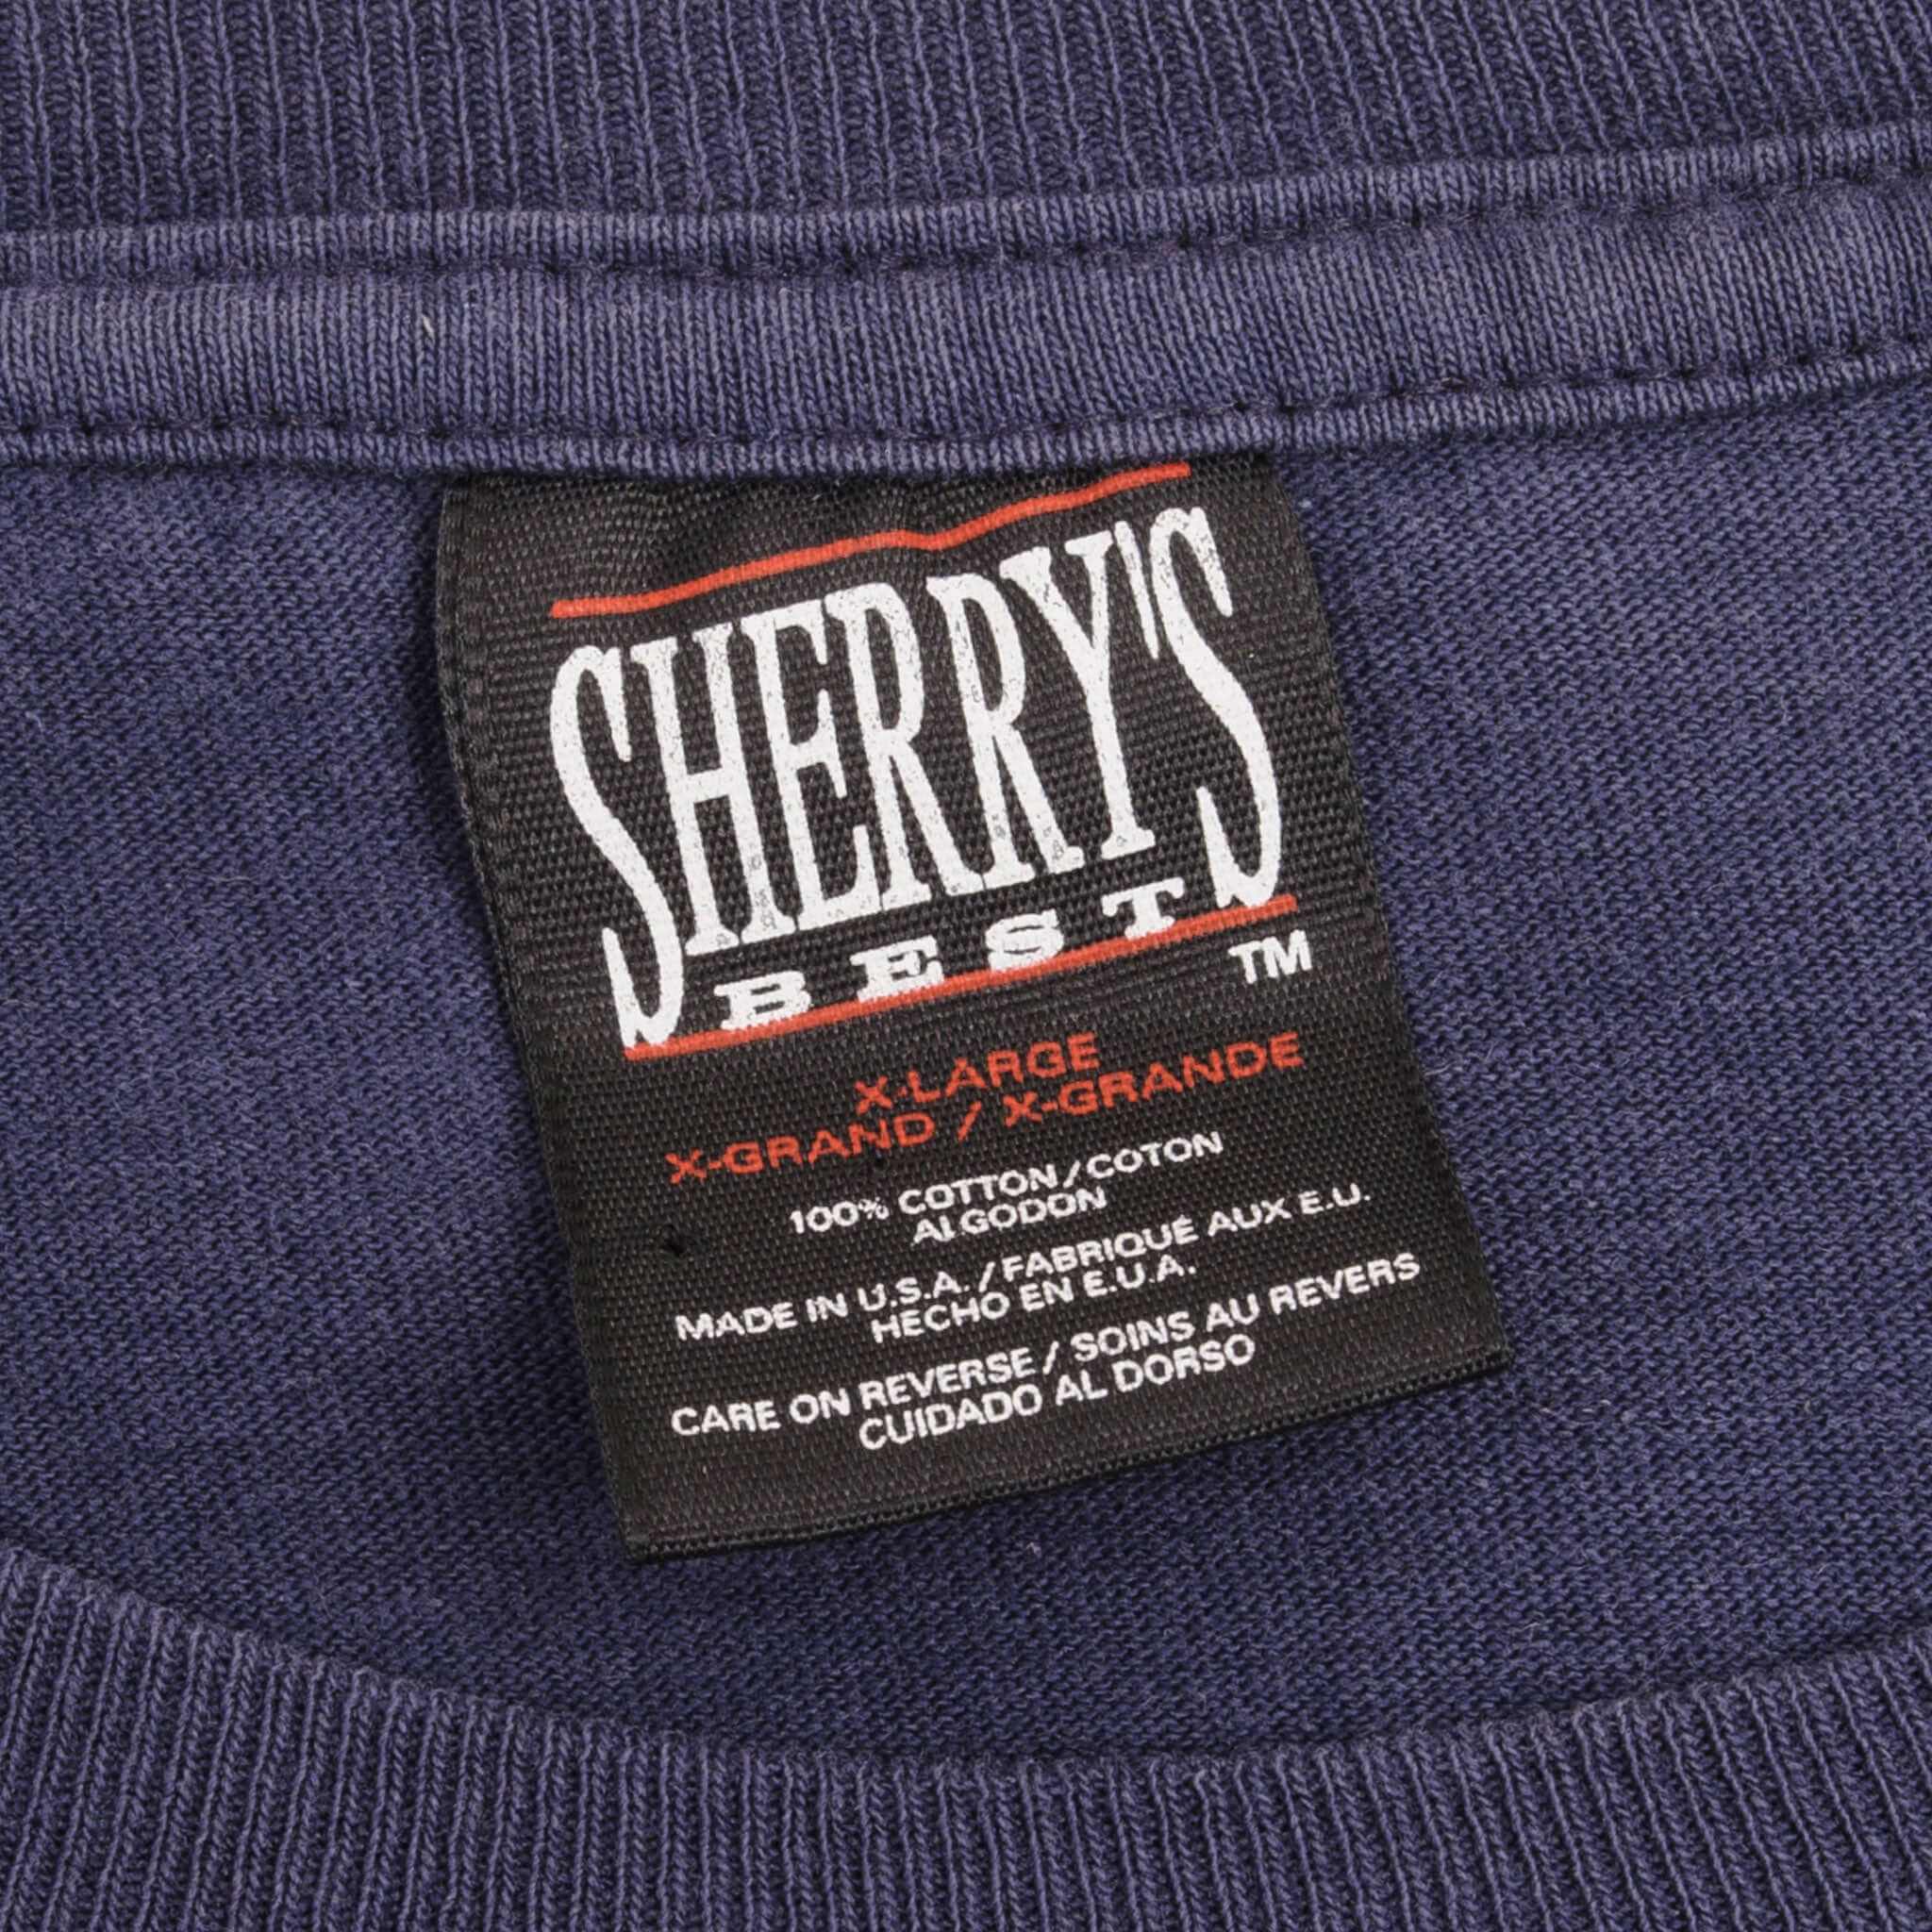 SHERRY'S
BEST
TM
X-LARGE
X-GRAND / X-GRANDE
100% COTTON/COTON
ALGODON
MADE IN U.S.A./FABRIQUÉ AUX E.U.
HECHO EN E.U.A.
CARE ON REVERSE / SOINS AU REVERS
CUIDADO AL DORSO